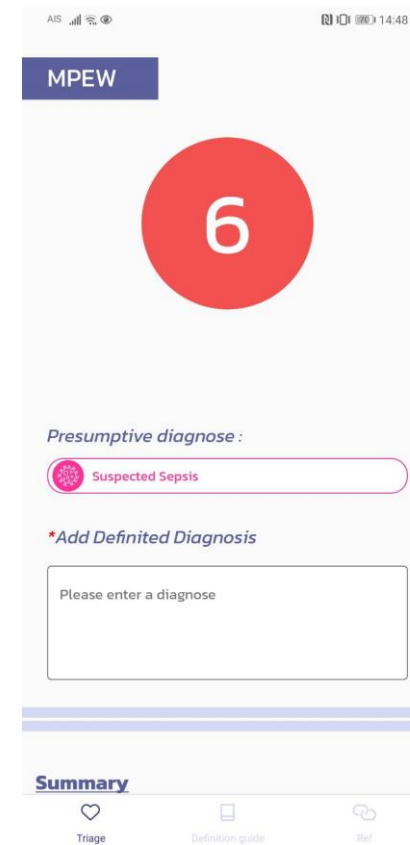 AIS 14:48
MPEW
6
Presumptive diagnose :
Suspected Sepsis
*Add Definited Diagnosis
Please enter a diagnose
Summary
Triage Definition guide Ref